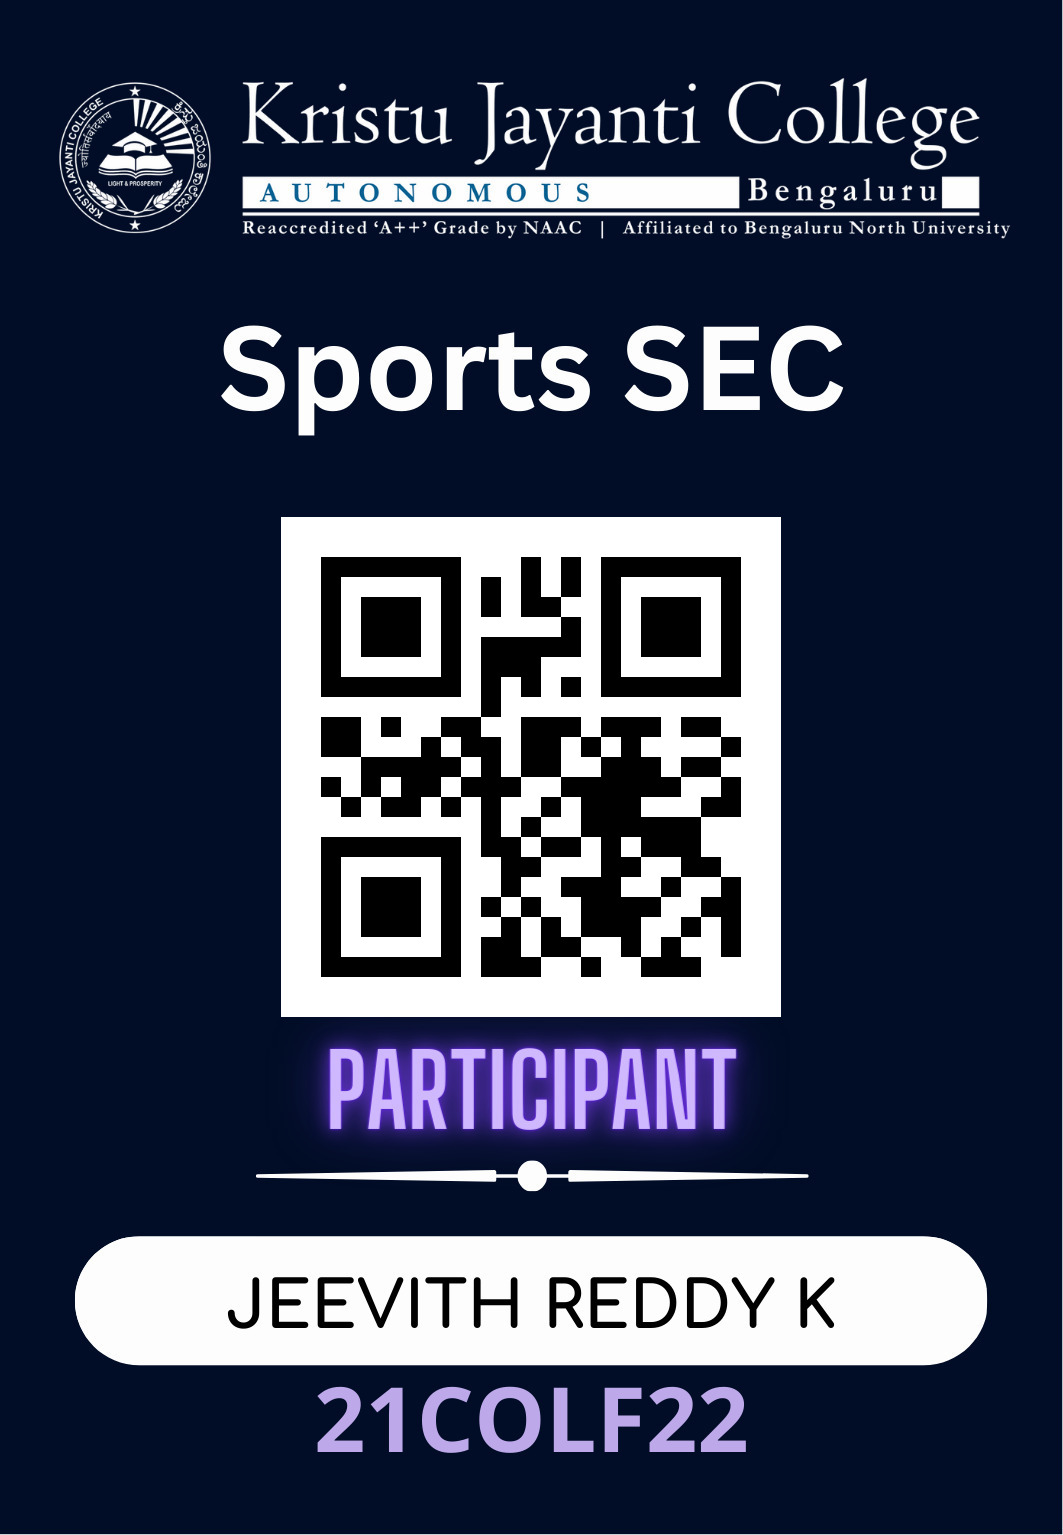 KRISTU JAYANTI COLLEGE
ಕ್ರಿಸ್ತು ಜಯಂತಿ ಕಾಲೇಜು
LIGHT & PROSPERITY
Kristu Jayanti College
AUTONOMOUS Bengaluru
Reaccredited ‘A++’ Grade by NAAC | Affiliated to Bengaluru North University
Sports SEC
PARTICIPANT
JEEVITH REDDY K
21COLF22